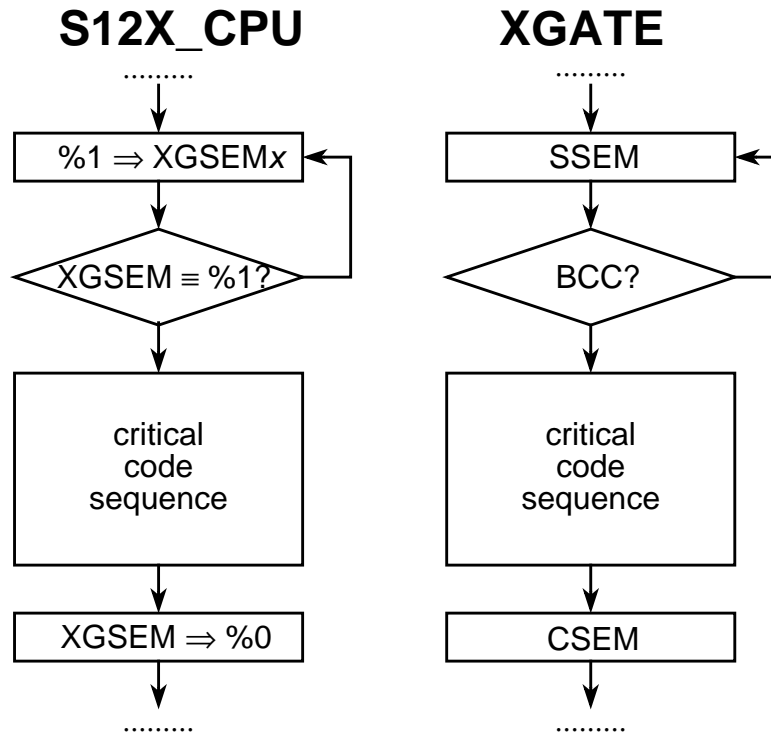 S12X_CPU
.........
%1 ⇒ XGSEMx
XGSEM ≡ %1?
critical
code
sequence
XGSEM ⇒ %0
.........
XGATE
.........
SSEM
BCC?
critical
code
sequence
CSEM
.........